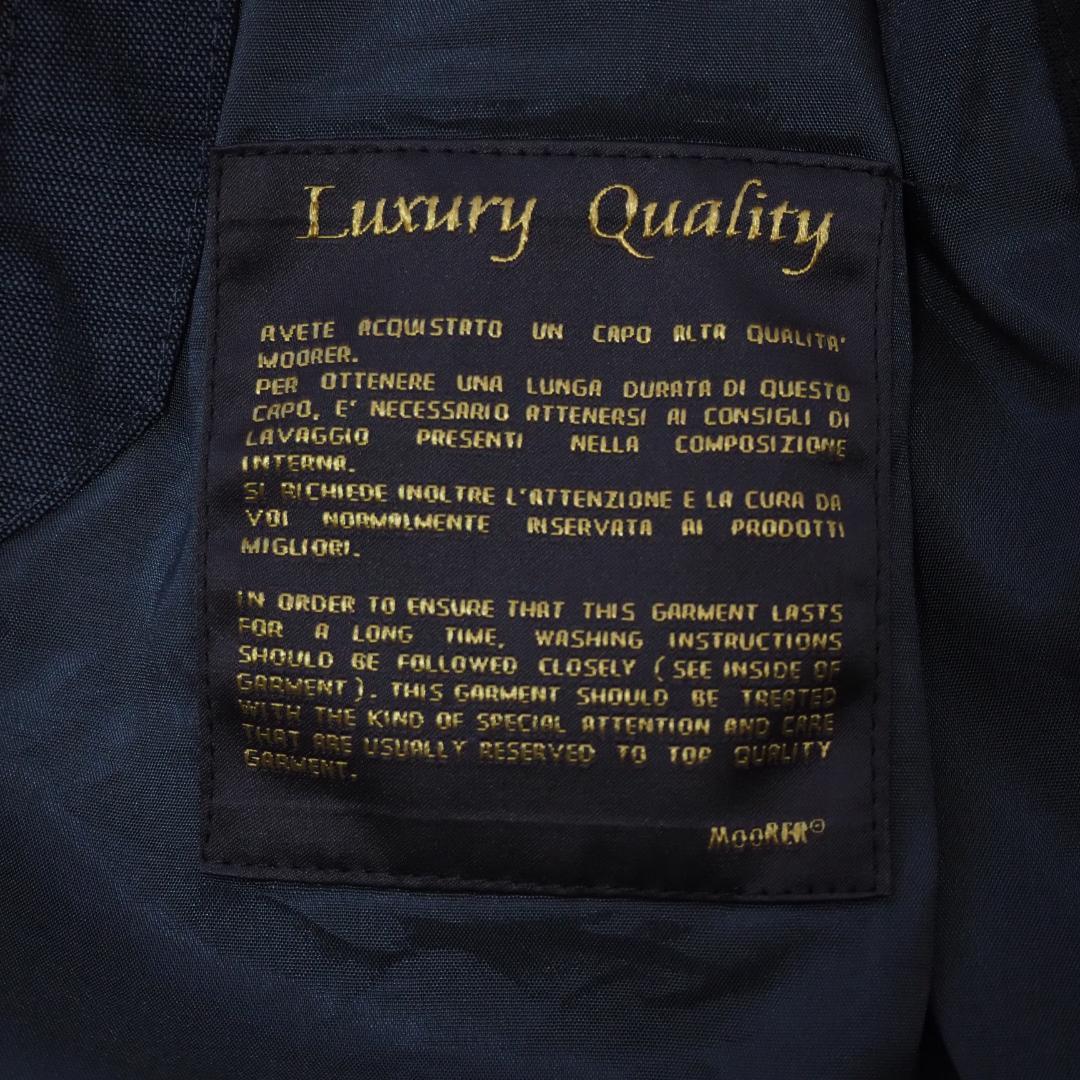 Luxury Quality
AVETE ACQUISTATO UN CAPO ALTA QUALITA'
MOORER.
PER OTTENERE UNA LUNGA DURATA DI QUESTO
CAPO, E' NECESSARIO ATTENERSI AI CONSIGLI DI
LAVAGGIO PRESENTI NELLA COMPOSIZIONE
INTERNA.
SI RICHIEDE INOLTRE L'ATTENZIONE E LA CURA DA
VOI NORMALMENTE RISERVATA AI PRODOTTI
MIGLIORI.
IN ORDER TO ENSURE THAT THIS GARMENT LASTS
FOR A LONG TIME, WASHING INSTRUCTIONS
SHOULD BE FOLLOWED CLOSELY (SEE INSIDE OF
GARMENT). THIS GARMENT SHOULD BE TREATED
WITH THE KIND OF SPECIAL ATTENTION AND CARE
THAT ARE USUALLY RESERVED TO TOP QUALITY
GARMENT.
MooRER©